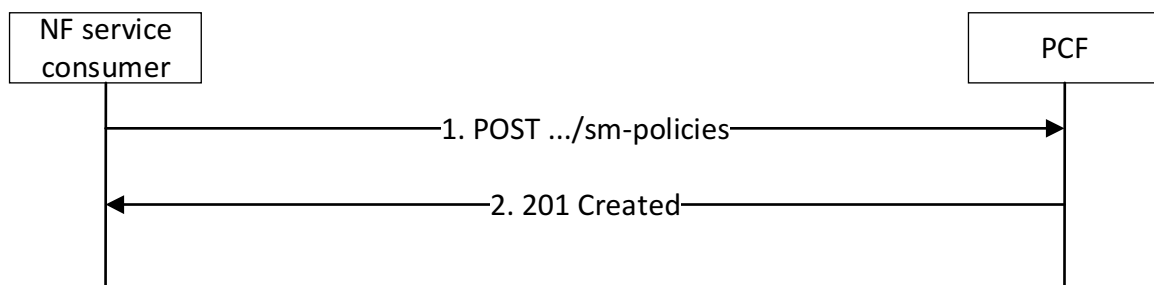 NF service
consumer
PCF
1. POST .../sm-policies
2. 201 Created